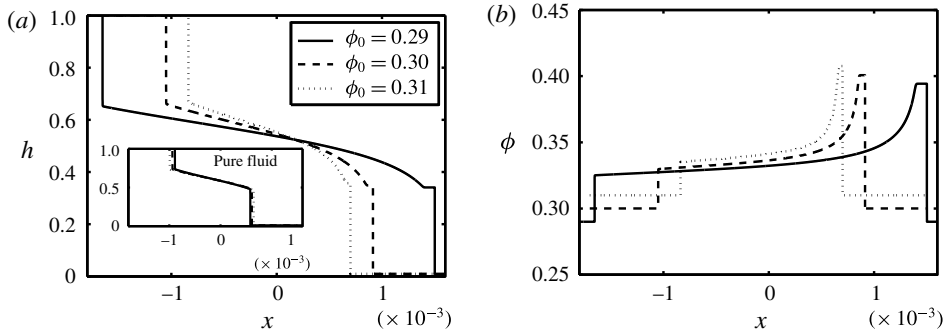 (a)
1.0
0.8
0.6
h
0.4
0.2
0
ϕ₀ = 0.29
ϕ₀ = 0.30
ϕ₀ = 0.31
Pure fluid
1.0
0.5
0
−1
0
1
(× 10⁻³)
−1
0
1
x
(× 10⁻³)
(b)
0.45
0.40
ϕ
0.35
0.30
0.25
−1
0
1
x
(× 10⁻³)